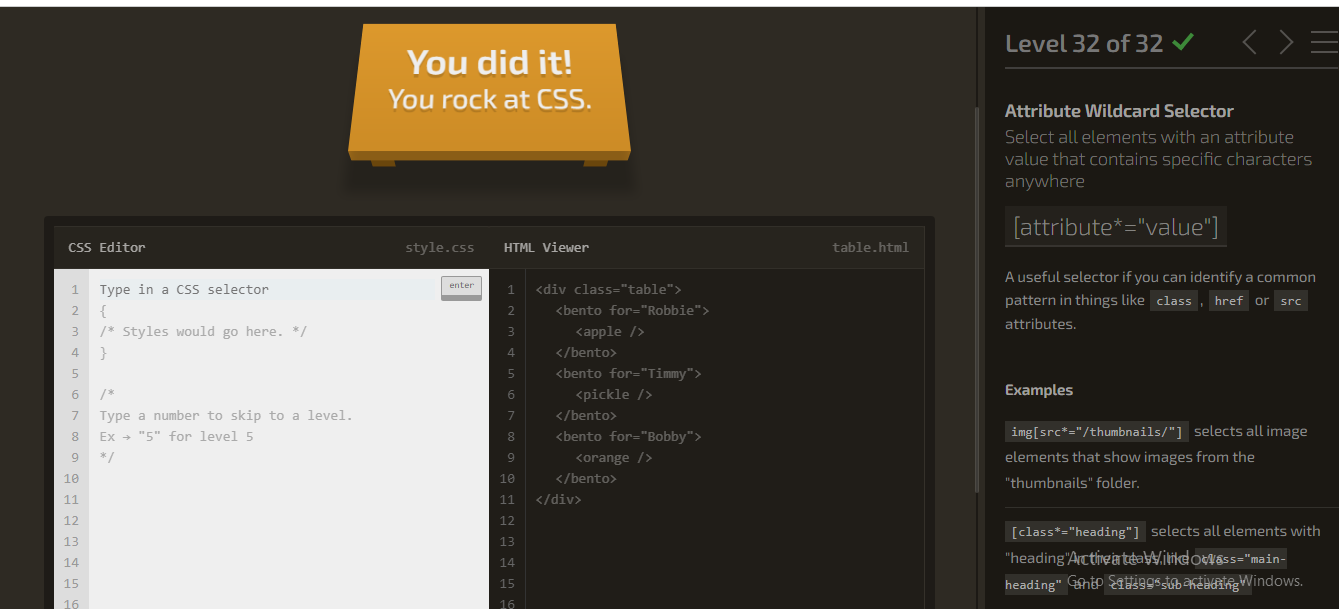 You did it!
You rock at CSS.
CSS Editor style.css
1 Type in a CSS selector enter
2 {
3 /* Styles would go here. */
4 }
5
6 /*
7 Type a number to skip to a level.
8 Ex → "5" for level 5
9 */
10
11
12
13
14
15
16
HTML Viewer table.html
1 <div class="table">
2 <bento for="Robbie">
3 <apple />
4 </bento>
5 <bento for="Timmy">
6 <pickle />
7 </bento>
8 <bento for="Bobby">
9 <orange />
10 </bento>
11 </div>
12
13
14
15
16
Level 32 of 32
Attribute Wildcard Selector
Select all elements with an attribute
value that contains specific characters
anywhere
[attribute*="value"]
A useful selector if you can identify a common
pattern in things like class , href or src
attributes.
Examples
img[src*="/thumbnails/"] selects all image
elements that show images from the
"thumbnails" folder.
[class*="heading"] selects all elements with
"heading" in their class, like class="main-
heading" and class="sub-heading"
Activate Windows
Go to Settings to activate Windows.